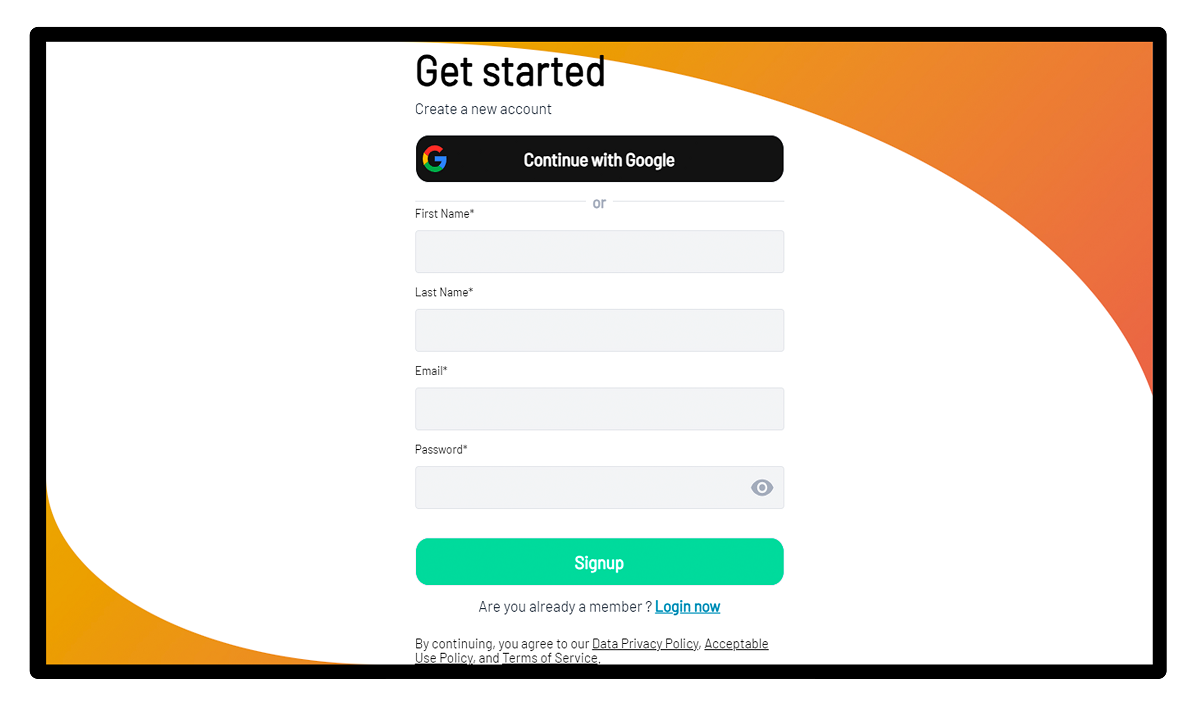 Get started
Create a new account
Continue with Google
or
First Name*
Last Name*
Email*
Password*
Signup
Are you already a member ? Login now
By continuing, you agree to our Data Privacy Policy, Acceptable
Use Policy, and Terms of Service.